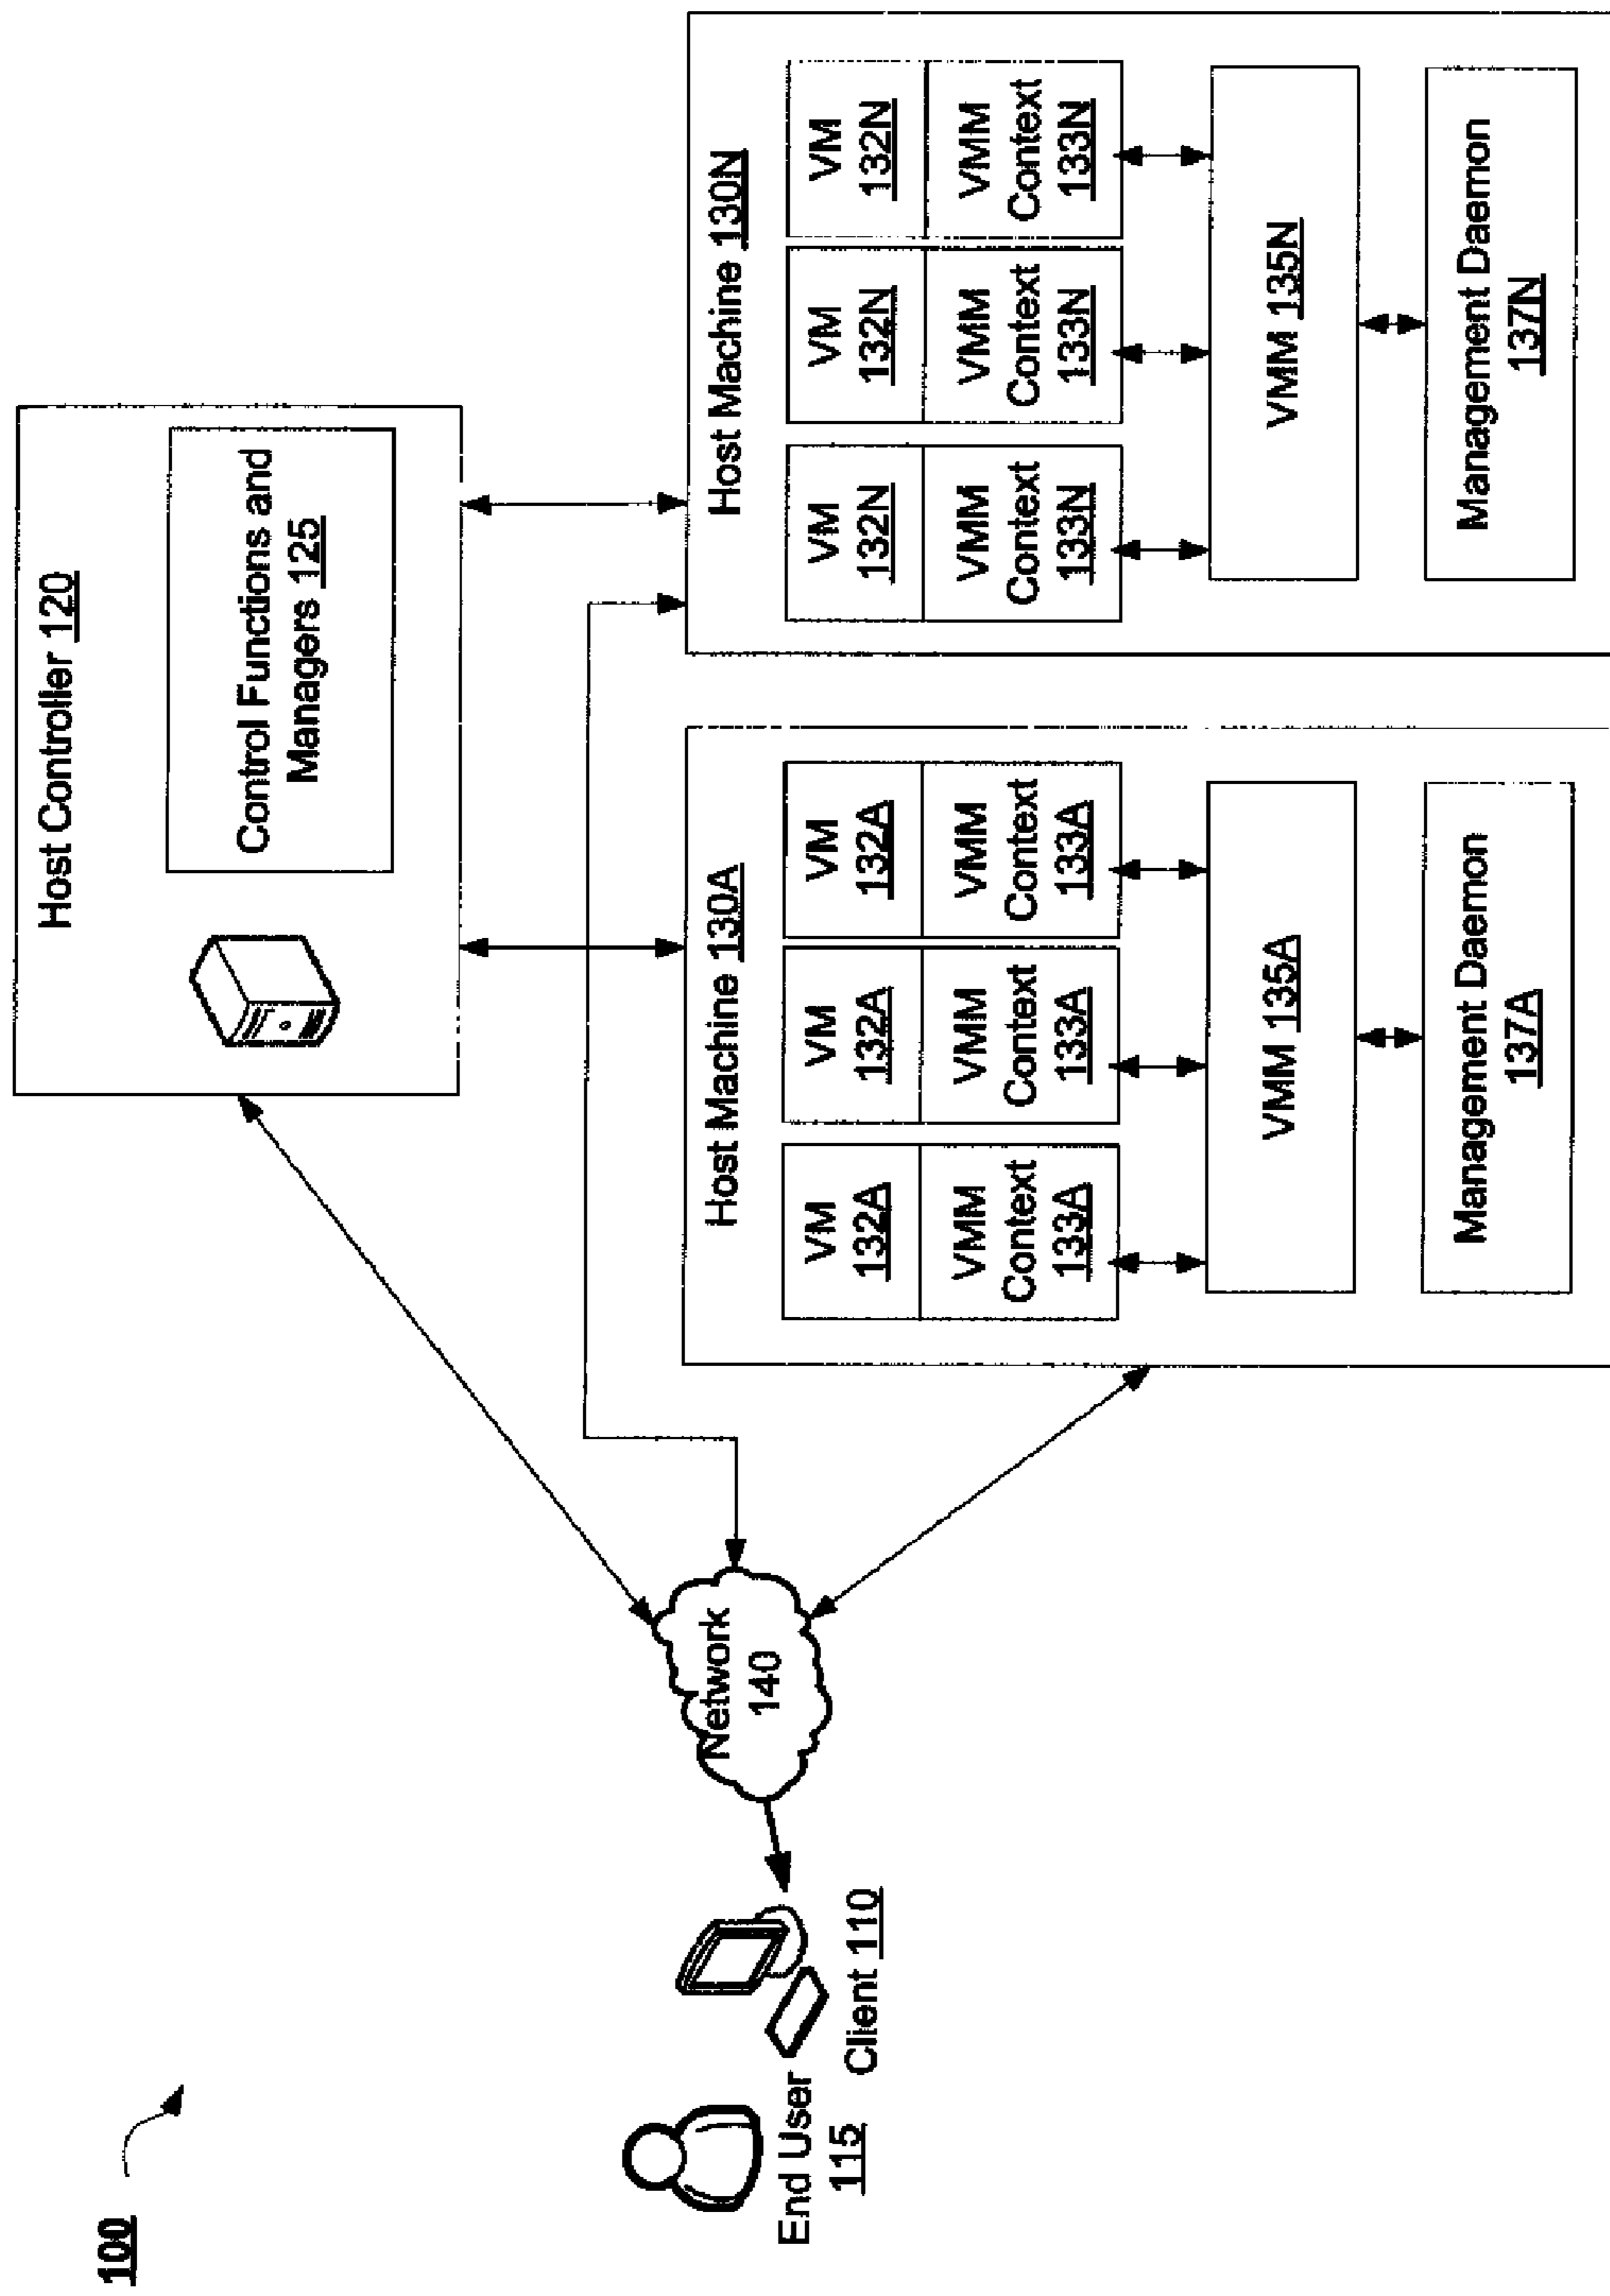 100
Host Controller 120
Control Functions and
Managers 125
End User
115
Client 110
Network
140
Host Machine 130A
VM
132A
VMM
Context
133A
VM
132A
VMM
Context
133A
VM
132A
VMM
Context
133A
VMM 135A
Management Daemon
137A
Host Machine 130N
VM
132N
VMM
Context
133N
VM
132N
VMM
Context
133N
VM
132N
VMM
Context
133N
VMM 135N
Management Daemon
137N